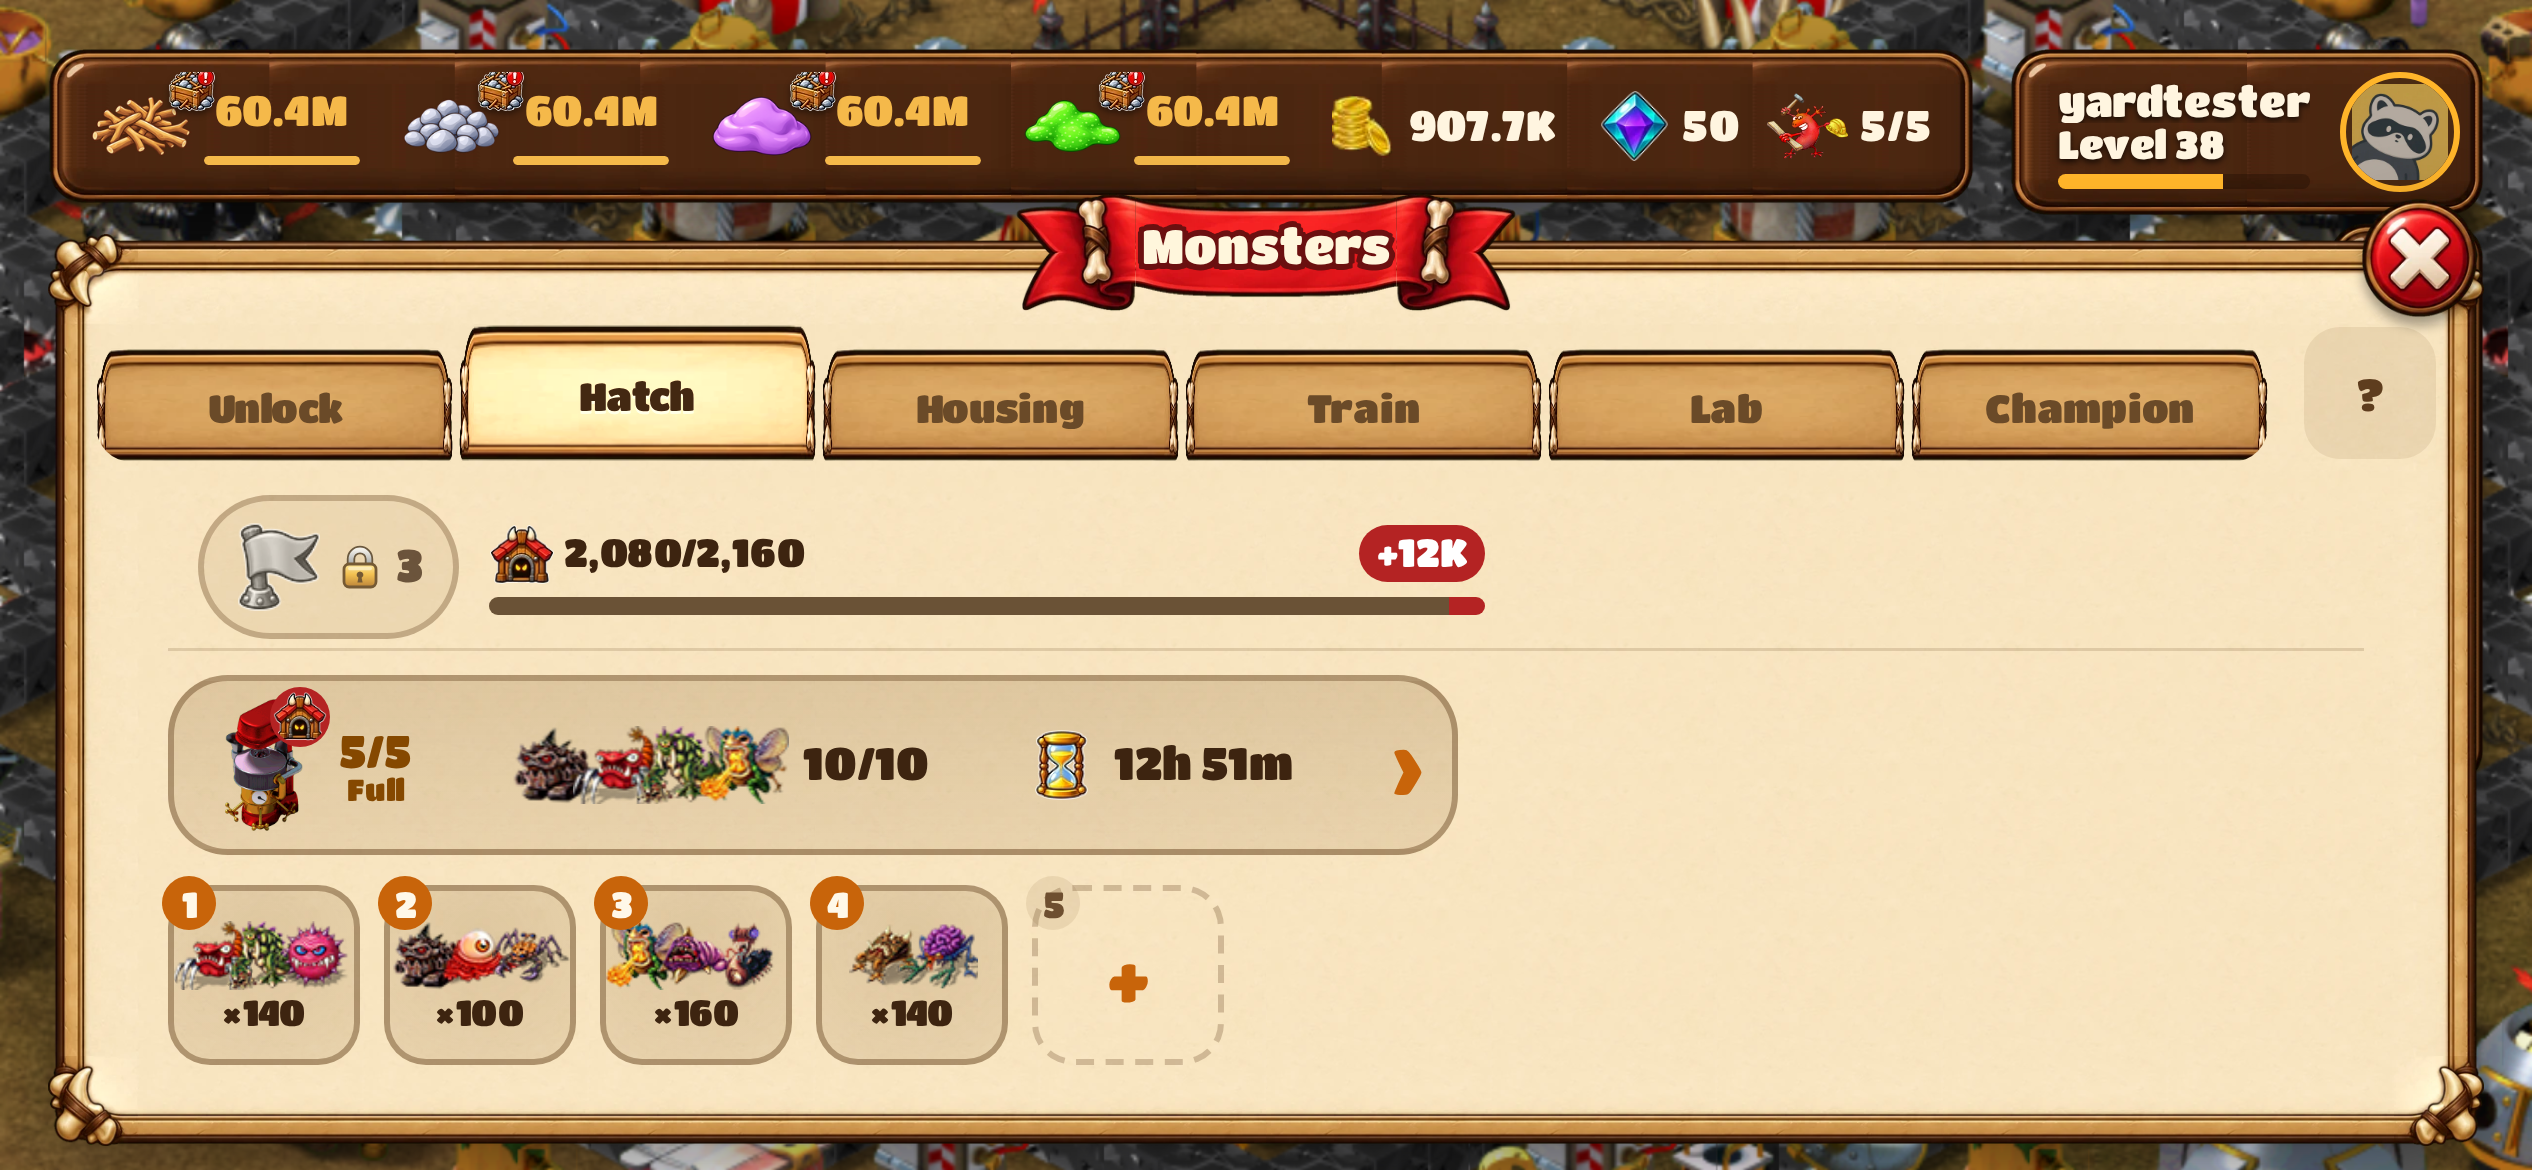 60.4M
60.4M
60.4M
60.4M
907.7K
50
5/5
yardtester
Level 38
Monsters
Unlock
Hatch
Housing
Train
Lab
Champion
?
3
2,080/2,160
+12K
5/5
Full
10/10
12h 51m
1
2
3
4
5
×140
×100
×160
×140
+